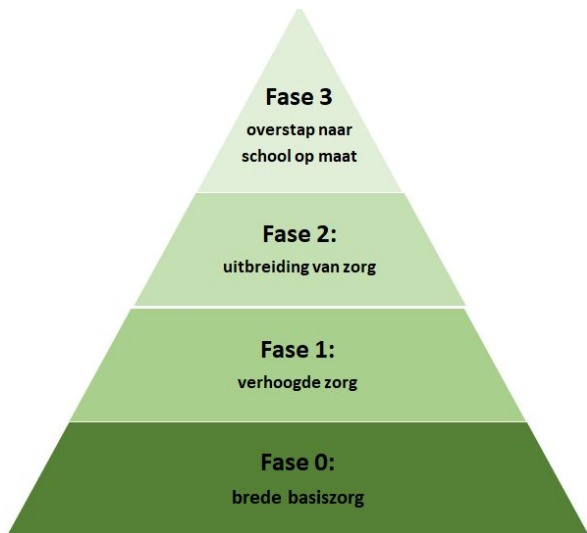 Fase 3
overstap naar
school op maat
Fase 2:
uitbreiding van zorg
Fase 1:
verhoogde zorg
Fase 0:
brede basiszorg